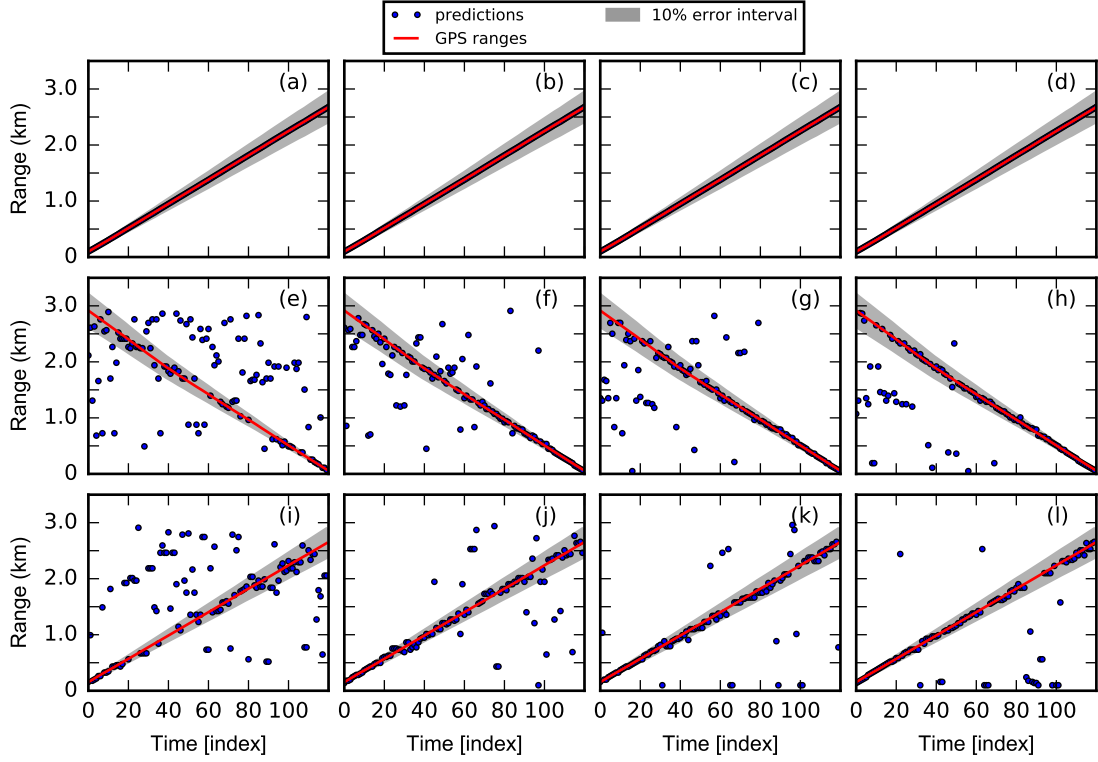 predictions 10% error interval
GPS ranges
(a) (b) (c) (d)
3.0
2.0
1.0
0
Range (km)
(e) (f) (g) (h)
3.0
2.0
1.0
0
Range (km)
(i) (j) (k) (l)
3.0
2.0
1.0
0
Range (km)
0 20 40 60 80 100 0 20 40 60 80 100 0 20 40 60 80 100 0 20 40 60 80 100
Time [index] Time [index] Time [index] Time [index]